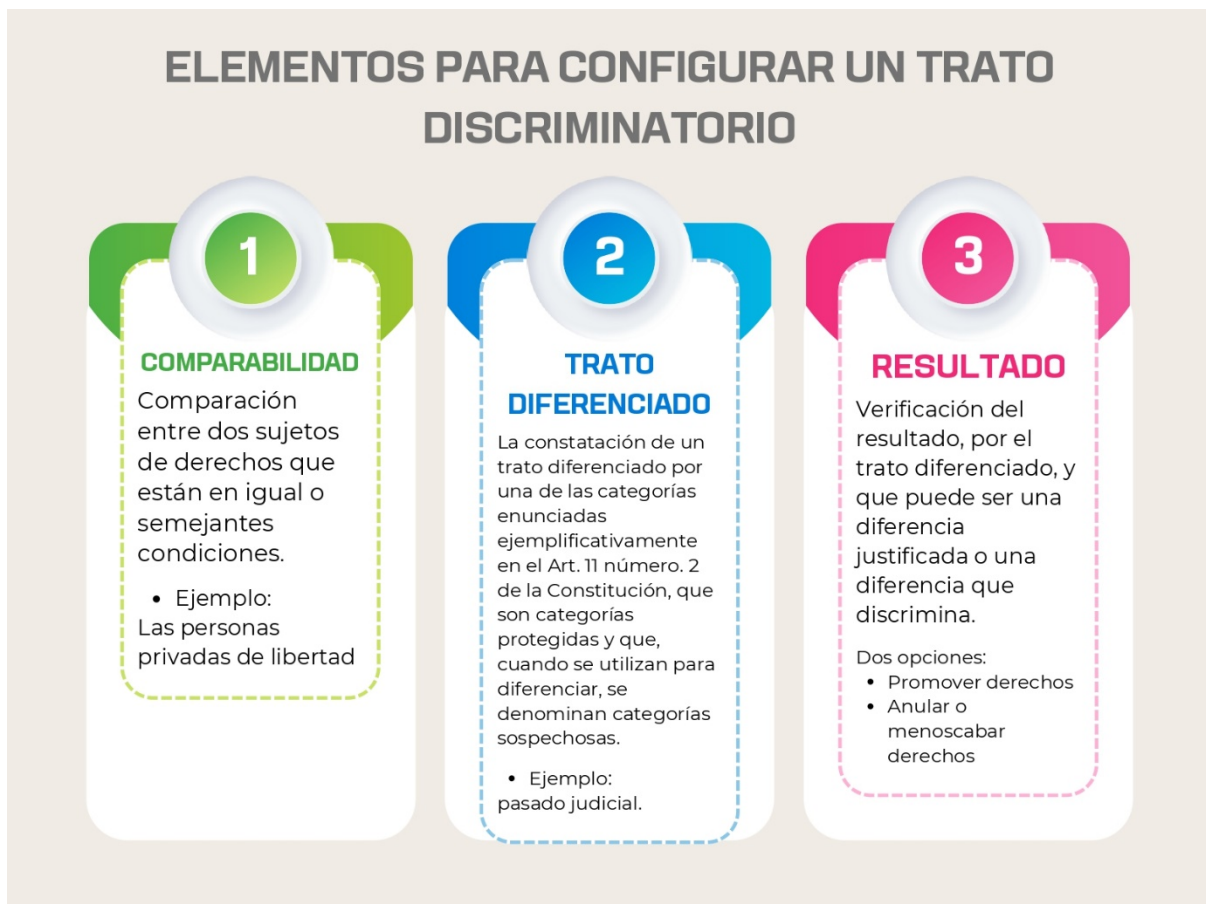 ELEMENTOS PARA CONFIGURAR UN TRATO
DISCRIMINATORIO
1
COMPARABILIDAD
Comparación
entre dos sujetos
de derechos que
están en igual o
semejantes
condiciones.
• Ejemplo:
Las personas
privadas de libertad
2
TRATO
DIFERENCIADO
La constatación de un
trato diferenciado por
una de las categorías
enunciadas
ejemplificativamente
en el Art. 11 número. 2
de la Constitución, que
son categorías
protegidas y que,
cuando se utilizan para
diferenciar, se
denominan categorías
sospechosas.
• Ejemplo:
pasado judicial.
3
RESULTADO
Verificación del
resultado, por el
trato diferenciado, y
que puede ser una
diferencia
justificada o una
diferencia que
discrimina.
Dos opciones:
• Promover derechos
• Anular o
menoscabar
derechos